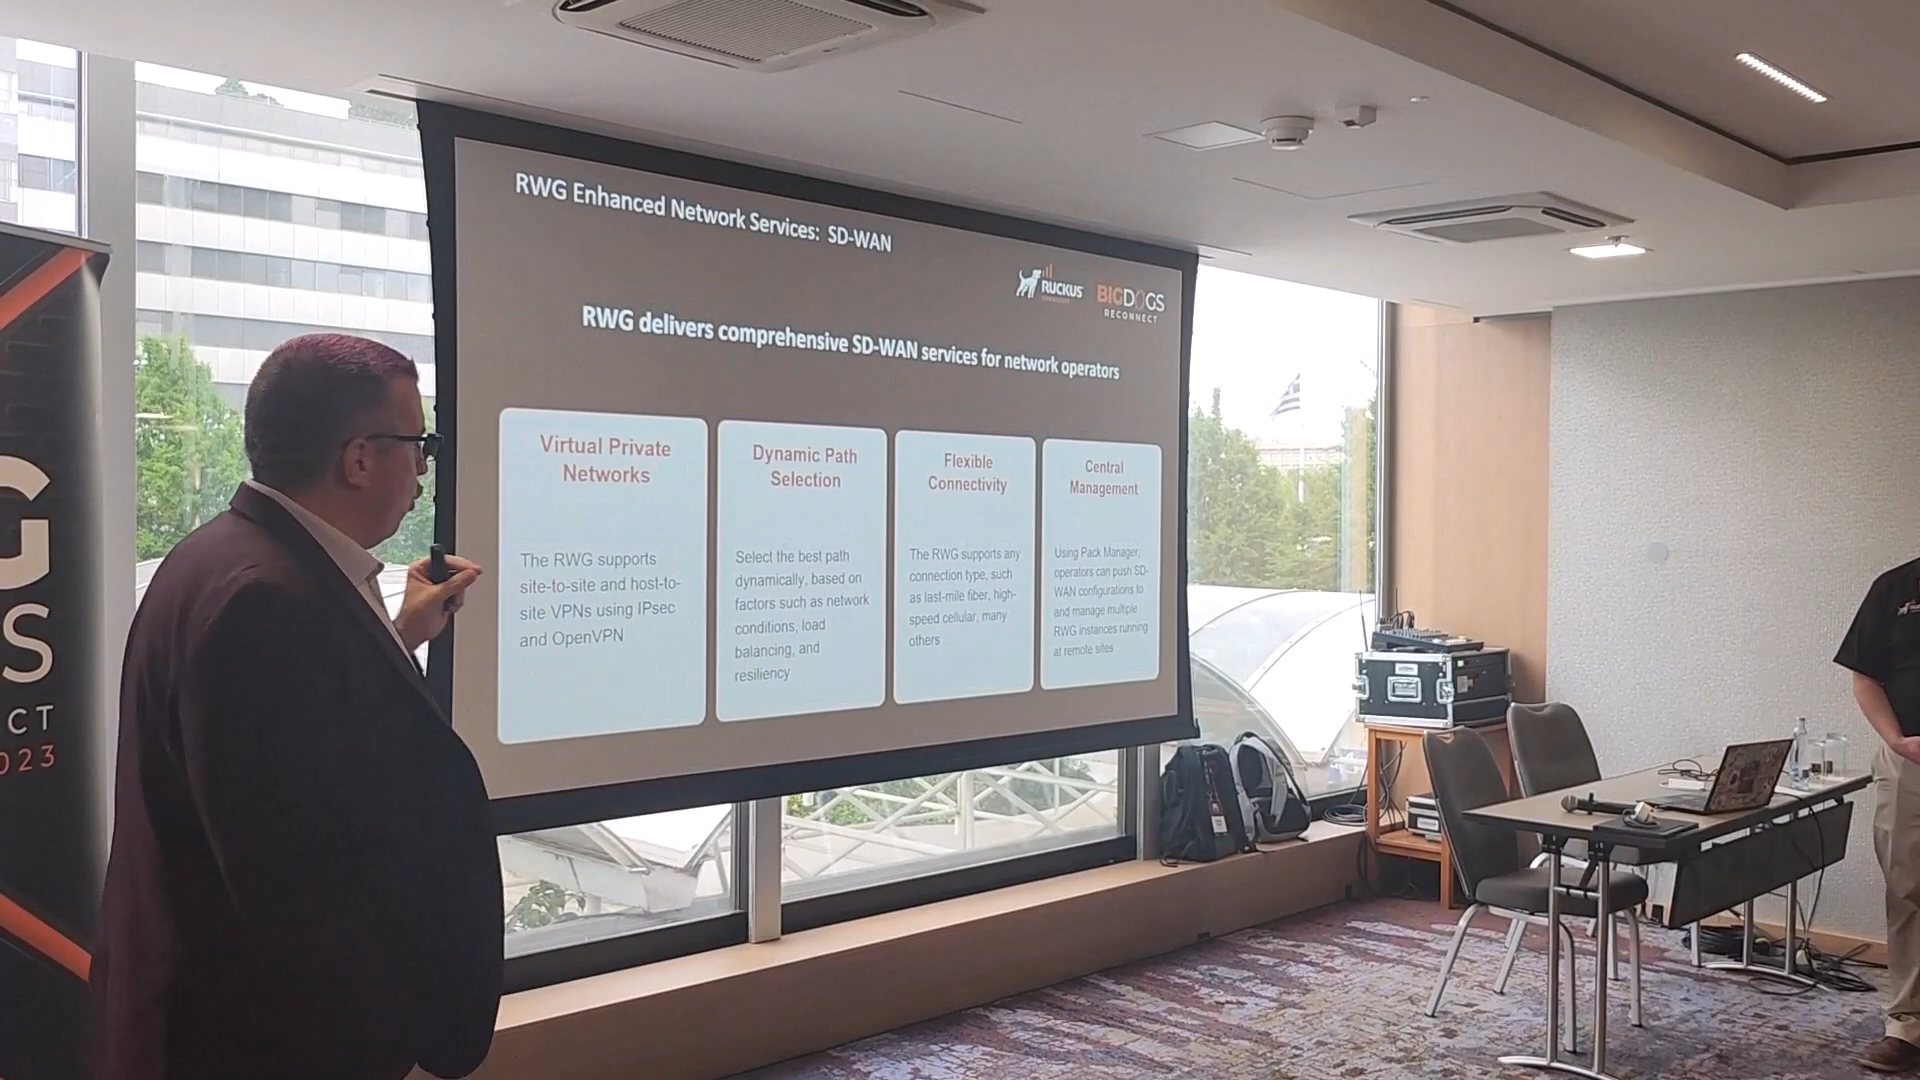 RWG Enhanced Network Services: SD-WAN
RUCKUS
BIGDOGS
RECONNECT
RWG delivers comprehensive SD-WAN services for network operators
Virtual Private
Networks
The RWG supports
site-to-site and host-to-
site VPNs using IPsec
and OpenVPN
Dynamic Path
Selection
Select the best path
dynamically, based on
factors such as network
conditions, load
balancing, and
resiliency
Flexible
Connectivity
The RWG supports any
connection type, such
as last-mile fiber, high-
speed cellular, many
others
Central
Management
Using Pack Manager,
operators can push SD-
WAN configurations to
and manage multiple
RWG instances running
at remote sites
G
S
CT
023